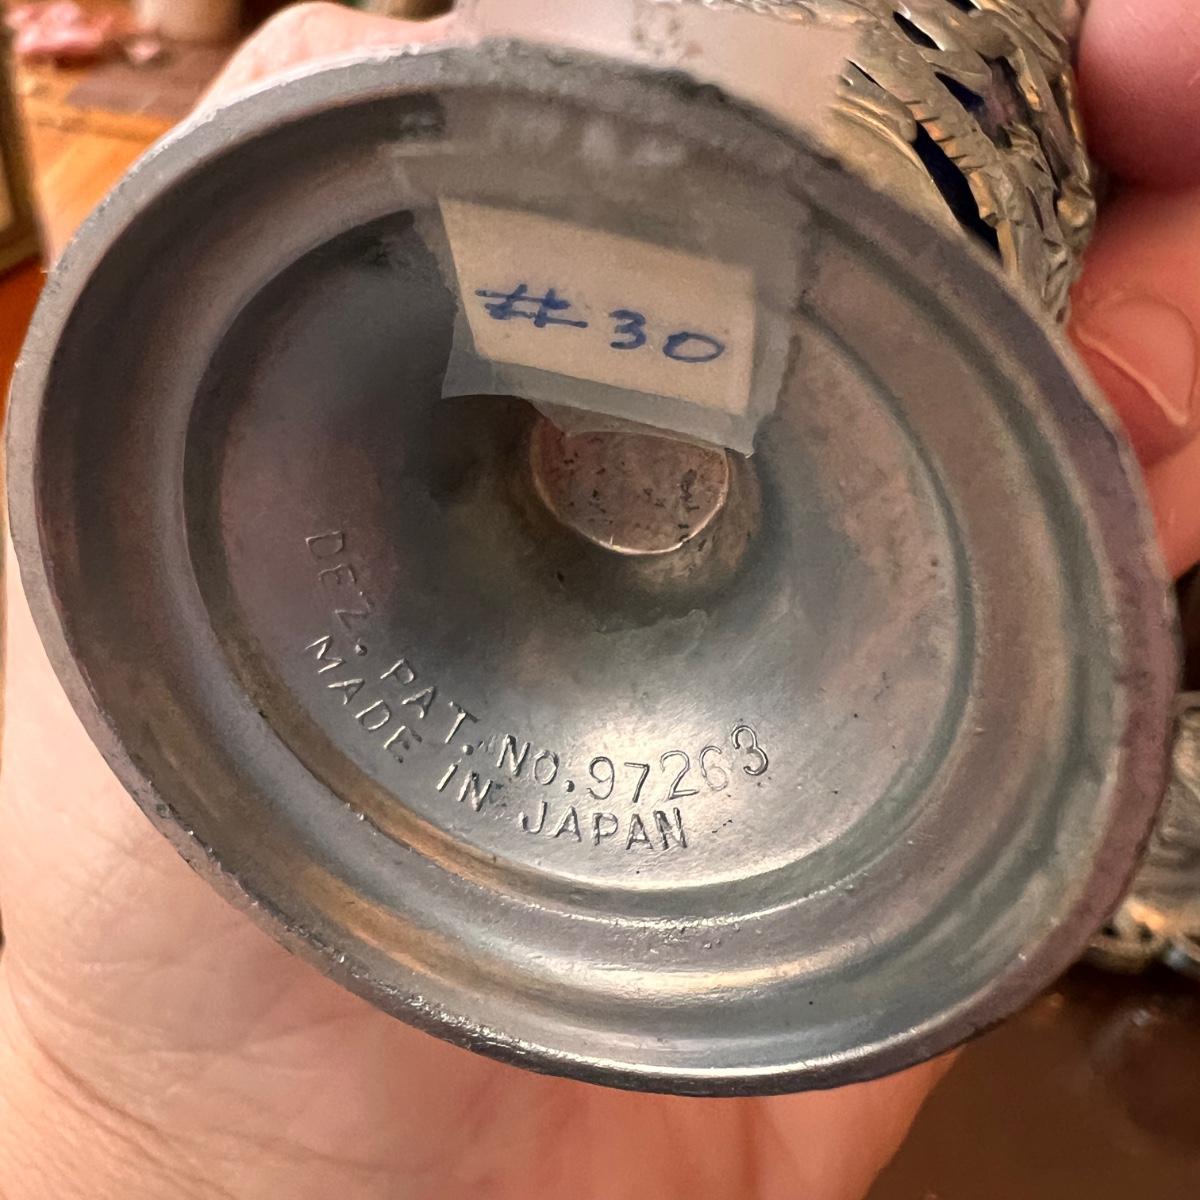 #30
DEZ. PAT. NO. 97263
MADE IN JAPAN